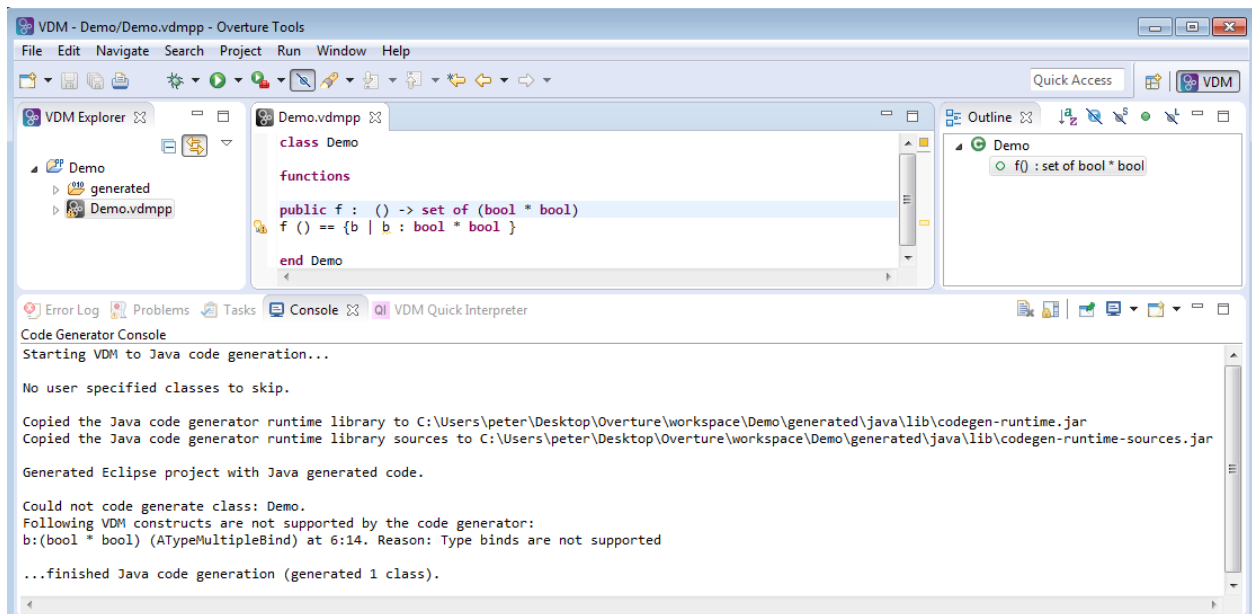 VDM - Demo/Demo.vdmpp - Overture Tools
File Edit Navigate Search Project Run Window Help
Quick Access
VDM
VDM Explorer
Demo
generated
Demo.vdmpp
Demo.vdmpp
class Demo
functions
public f : () -> set of (bool * bool)
f () == {b | b : bool * bool }
end Demo
Outline
Demo
f() : set of bool * bool
Error Log Problems Tasks Console QI VDM Quick Interpreter
Code Generator Console
Starting VDM to Java code generation...
No user specified classes to skip.
Copied the Java code generator runtime library to C:\Users\peter\Desktop\Overture\workspace\Demo\generated\java\lib\codegen-runtime.jar
Copied the Java code generator runtime library sources to C:\Users\peter\Desktop\Overture\workspace\Demo\generated\java\lib\codegen-runtime-sources.jar
Generated Eclipse project with Java generated code.
Could not code generate class: Demo.
Following VDM constructs are not supported by the code generator:
b:(bool * bool) (ATypeMultipleBind) at 6:14. Reason: Type binds are not supported
...finished Java code generation (generated 1 class).